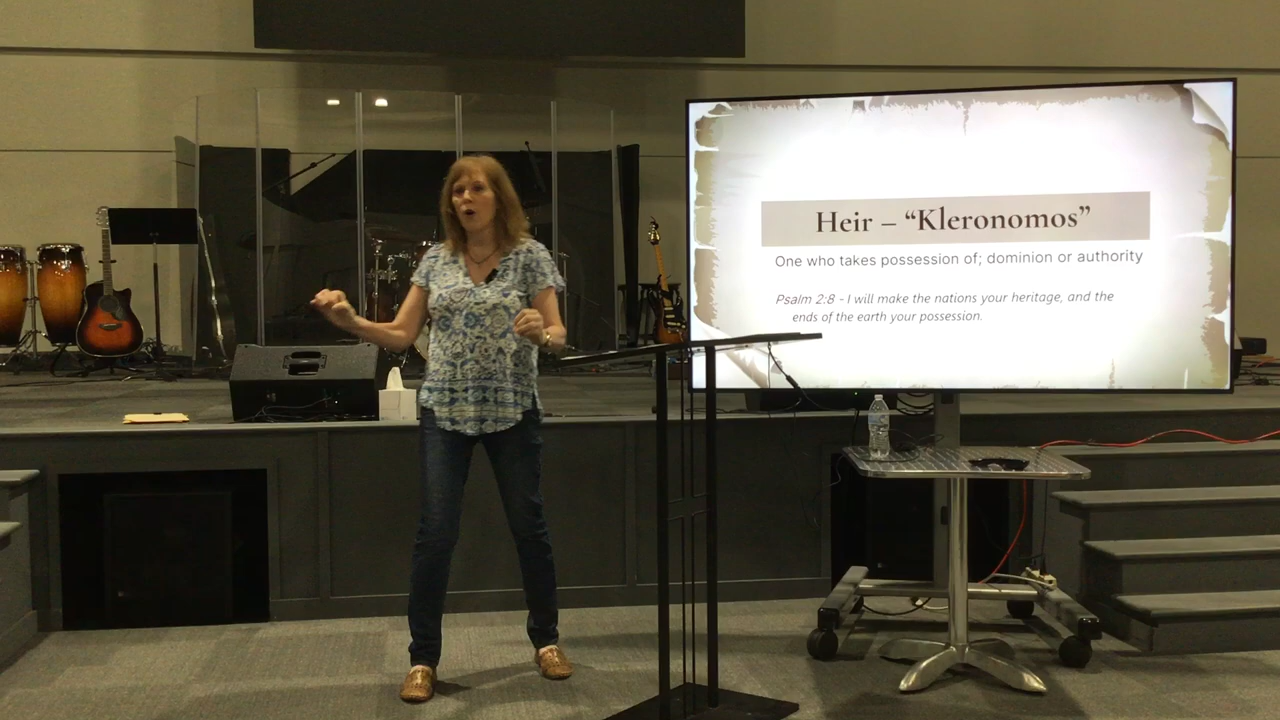 Heir – “Kleronomos”
One who takes possession of; dominion or authority
Psalm 2:8 - I will make the nations your heritage, and the
ends of the earth your possession.